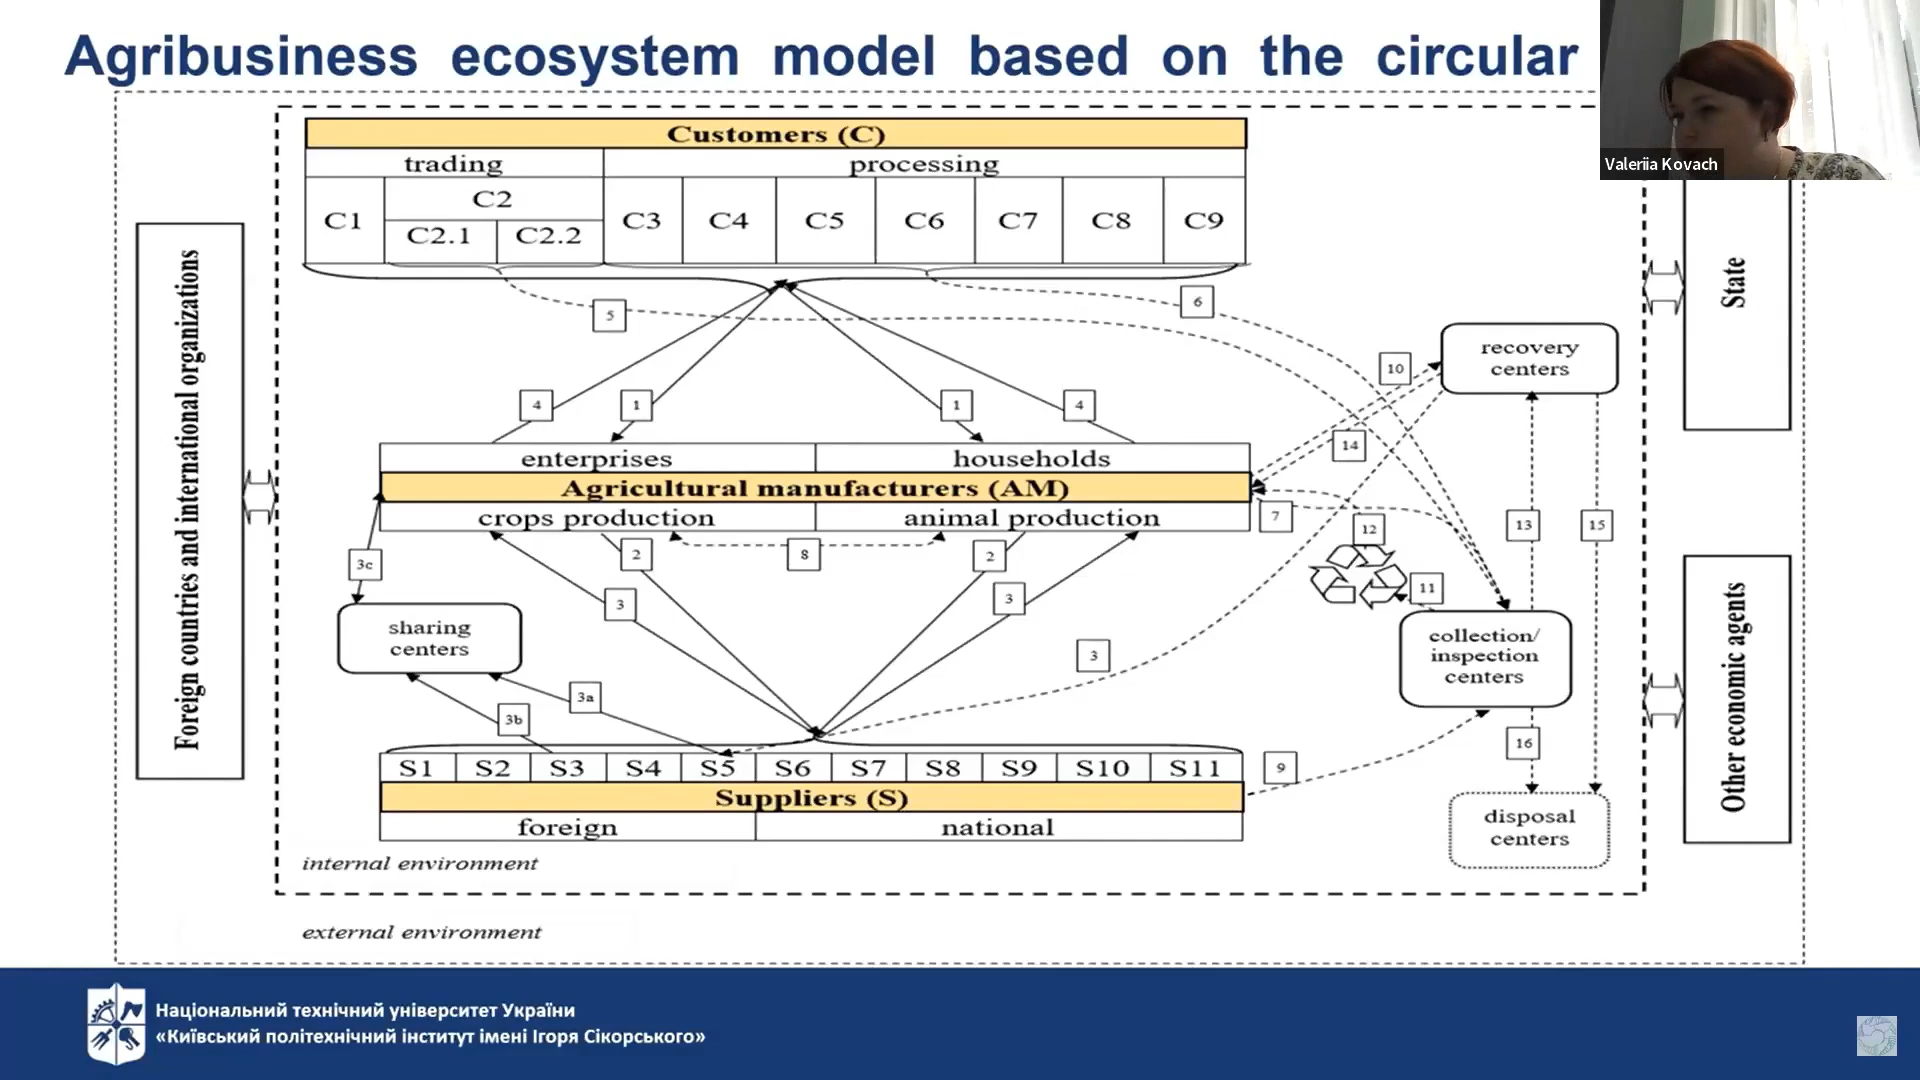 Agribusiness ecosystem model based on the circular
Valeriia Kovach
Customers (C)
trading
processing
C1
C2
C2.1
C2.2
C3
C4
C5
C6
C7
C8
C9
5
6
Foreign countries and international organizations
State
recovery
centers
10
4
1
1
4
14
enterprises
households
Agricultural manufacturers (AM)
crops production
animal production
7
12
13
15
3c
2
8
2
11
3
3
sharing
centers
collection/
inspection
centers
3
3a
3b
16
9
Other economic agents
S1
S2
S3
S4
S5
S6
S7
S8
S9
S10
S11
Suppliers (S)
foreign
national
disposal
centers
internal environment
external environment
Національний технічний університет України
«Київський політехнічний інститут імені Ігоря Сікорського»